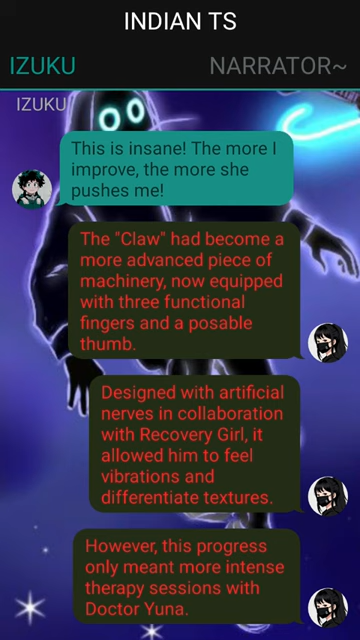 INDIAN TS
IZUKU
NARRATOR~
IZUKU
This is insane! The more I
improve, the more she
pushes me!
The "Claw" had become a
more advanced piece of
machinery, now equipped
with three functional
fingers and a posable
thumb.
Designed with artificial
nerves in collaboration
with Recovery Girl, it
allowed him to feel
vibrations and
differentiate textures.
However, this progress
only meant more intense
therapy sessions with
Doctor Yuna.